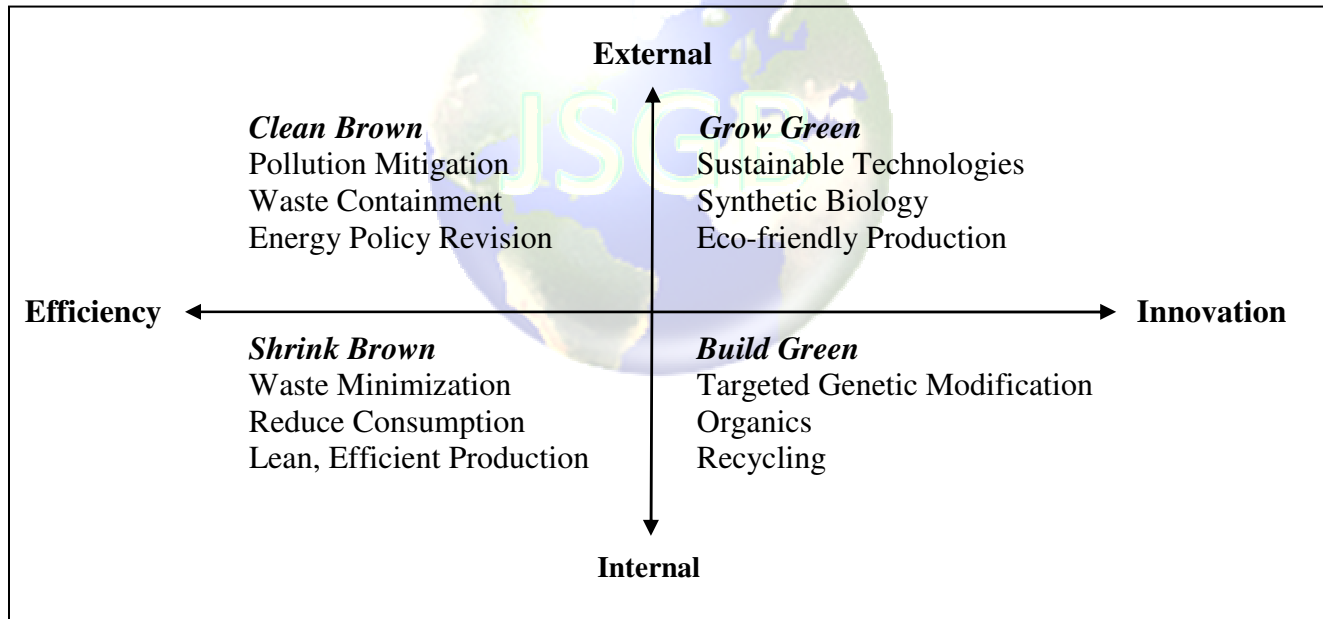 External
JSGB
Clean Brown
Pollution Mitigation
Waste Containment
Energy Policy Revision
Grow Green
Sustainable Technologies
Synthetic Biology
Eco-friendly Production
Efficiency
Innovation
Shrink Brown
Waste Minimization
Reduce Consumption
Lean, Efficient Production
Build Green
Targeted Genetic Modification
Organics
Recycling
Internal